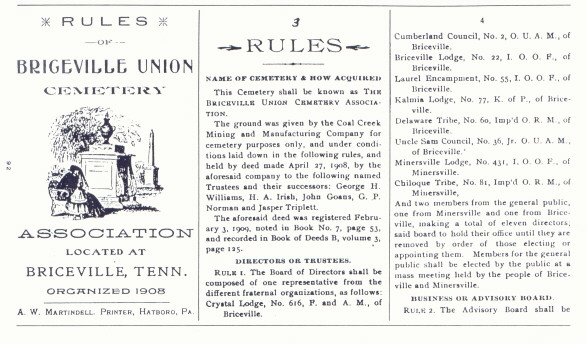 RULES
—OF—
BRIGEVILLE UNION
CEMETERY
ASSOCIATION
LOCATED AT
BRICEVILLE, TENN.
ORGANIZED 1908
A. W. MARTINDELL. PRINTER, HATBORO, PA.
92
3
RULES
NAME OF CEMETERY & HOW ACQUIRED
This Cemetery shall be known as THE
BRICEVILLE UNION CEMETERY ASSOCIA-
TION.
The ground was given by the Coal Creek
Mining and Manufacturing Company for
cemetery purposes only, and under condi-
tions laid down in the following rules, and
held by deed made April 27, 1908, by the
aforesaid company to the following named
Trustees and their successors: George H.
Williams, H. A. Irish, John Goans, G. P.
Norman and Jasper Triplett.
The aforesaid deed was registered Febru-
ary 3, 1909, noted in Book No. 7, page 53,
and recorded in Book of Deeds B, volume 3,
page 125.
DIRECTORS OR TRUSTEES.
RULE 1. The Board of Directors shall be
composed of one representative from the
different fraternal organizations, as follows:
Crystal Lodge, No. 616, F. and A. M., of
Briceville.
4
Cumberland Council, No. 2, O. U. A. M., of
Briceville.
Briceville Lodge, No. 22, I. O. O. F., of
Briceville.
Laurel Encampment, No. 55, I. O. O. F., of
Briceville.
Kalmia Lodge, No. 77, K. of P., of Brice-
ville.
Delaware Tribe, No. 60, Imp'd O. R. M., of
Briceville.
Uncle Sam Council, No. 36, Jr. O. U. A. M.,
of Briceville.
Minersville Lodge, No. 431, I. O. O. F., of
Minersville.
Chiloque Tribe, No. 81, Imp'd O. R. M., of
Minersville,
And two members from the general public,
one from Minersville and one from Brice-
ville, making a total of eleven directors;
said board to hold their office until they are
removed by order of those electing or
appointing them. Members for the general
public shall be elected by the public at a
mass meeting held by the people of Brice-
ville and Minersville.
BUSINESS OR ADVISORY BOARD.
RULE 2. The Advisory Board shall be